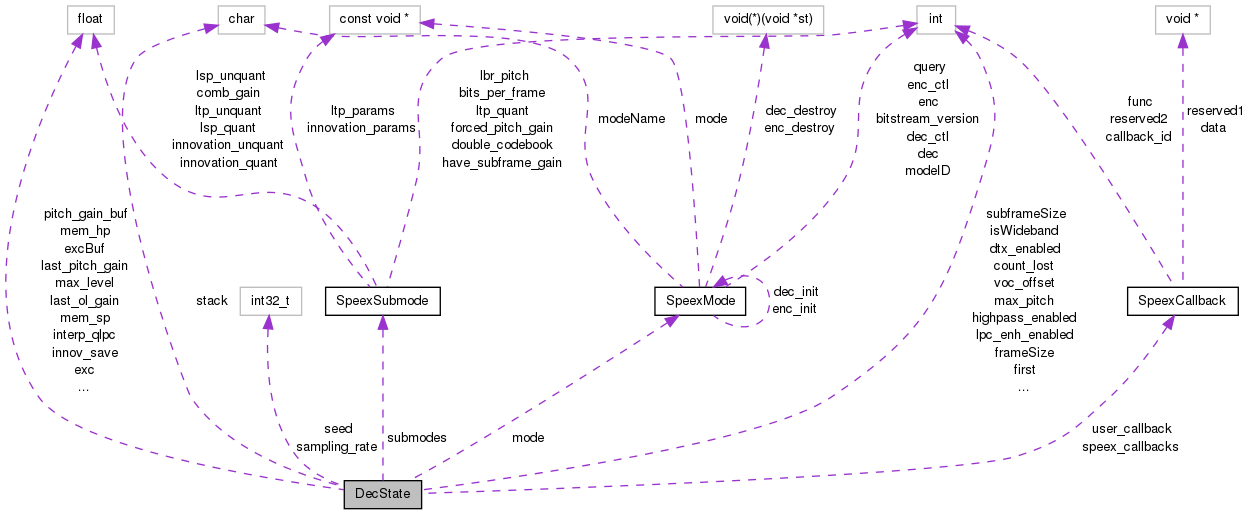 float
char
const void *
void(*)(void *st)
int
void *
lsp_unquant
comb_gain
ltp_unquant
lsp_quant
innovation_unquant
innovation_quant
ltp_params
innovation_params
lbr_pitch
bits_per_frame
ltp_quant
forced_pitch_gain
double_codebook
have_subframe_gain
modeName
mode
dec_destroy
enc_destroy
query
enc_ctl
enc
bitstream_version
dec_ctl
dec
modeID
func
reserved2
callback_id
reserved1
data
pitch_gain_buf
mem_hp
excBuf
last_pitch_gain
max_level
last_ol_gain
mem_sp
interp_qlpc
innov_save
exc
...
stack
int32_t
SpeexSubmode
SpeexMode
dec_init
enc_init
subframeSize
isWideband
dtx_enabled
count_lost
voc_offset
max_pitch
highpass_enabled
lpc_enh_enabled
frameSize
first
...
SpeexCallback
seed
sampling_rate
submodes
mode
user_callback
speex_callbacks
DecState